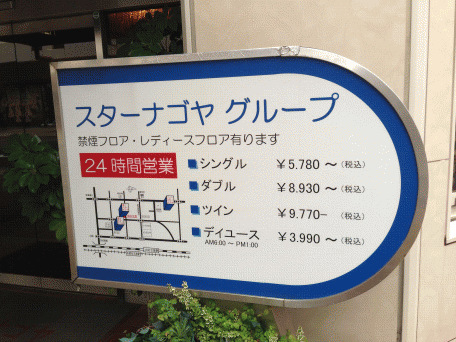 スターナゴヤ グループ
禁煙フロア・レディースフロア有ります
24時間営業
シングル ￥5.780 ～（税込）
ダブル ￥8.930 ～（税込）
ツイン ￥9.770- （税込）
デイユース ￥3.990 ～（税込）
AM6:00 ～ PM1:00